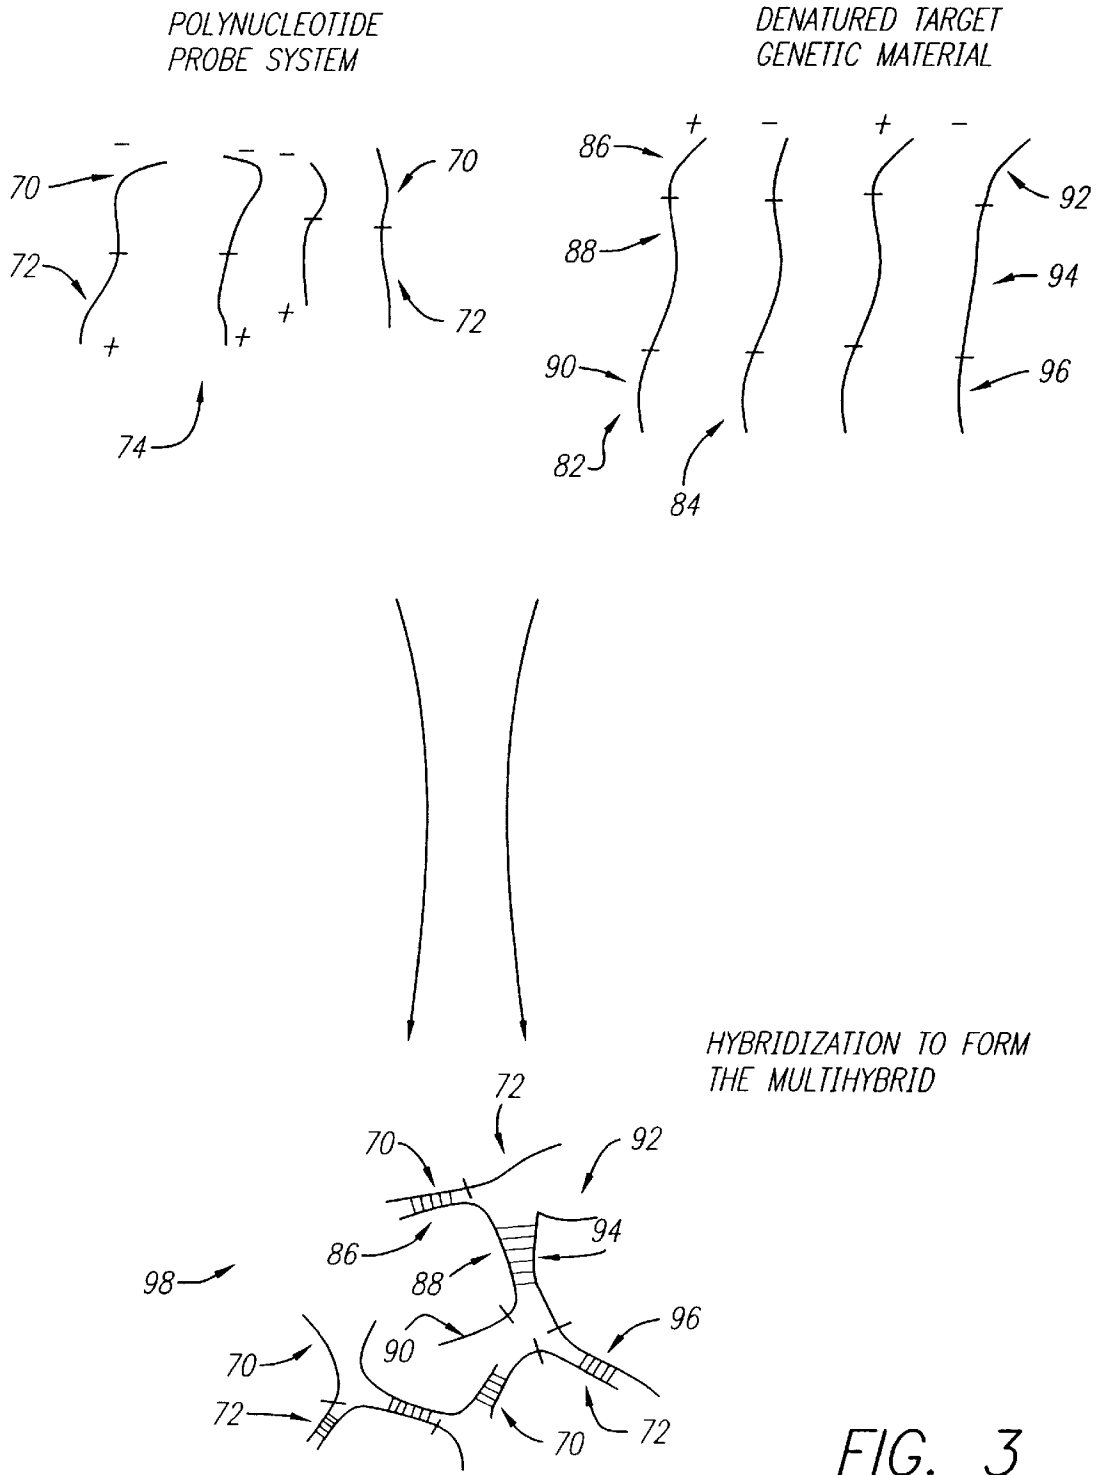 POLYNUCLEOTIDE
PROBE SYSTEM
DENATURED TARGET
GENETIC MATERIAL
- - -
+ - + -
70 70
72 72
+ + +
74
86 92
88 94
90 96
82
84
HYBRIDIZATION TO FORM
THE MULTIHYBRID
72
70 92
86 88 94
98
90 96
70
72 70 72
FIG. 3